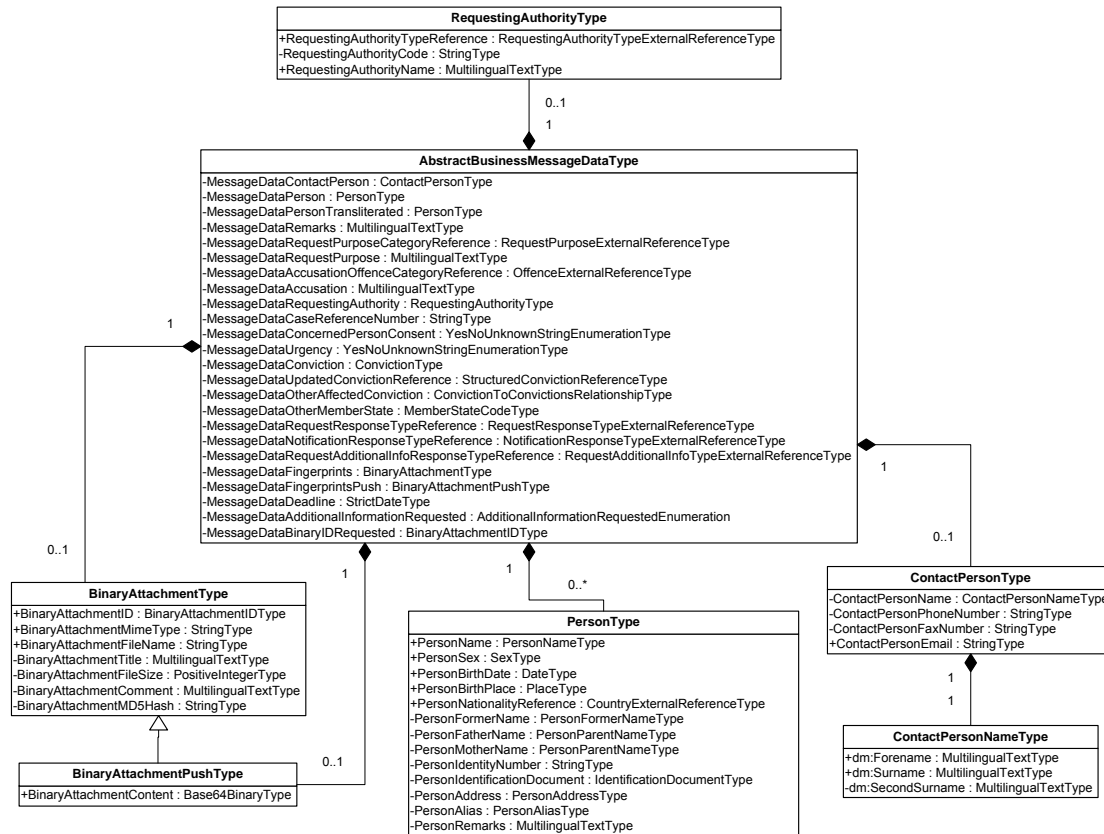 RequestingAuthorityType
+RequestingAuthorityTypeReference : RequestingAuthorityTypeExternalReferenceType
-RequestingAuthorityCode : StringType
+RequestingAuthorityName : MultilingualTextType
0..1
1
AbstractBusinessMessageDataType
-MessageDataContactPerson : ContactPersonType
-MessageDataPerson : PersonType
-MessageDataPersonTransliterated : PersonType
-MessageDataRemarks : MultilingualTextType
-MessageDataRequestPurposeCategoryReference : RequestPurposeExternalReferenceType
-MessageDataRequestPurpose : MultilingualTextType
-MessageDataAccusationOffenceCategoryReference : OffenceExternalReferenceType
-MessageDataAccusation : MultilingualTextType
-MessageDataRequestingAuthority : RequestingAuthorityType
-MessageDataCaseReferenceNumber : StringType
-MessageDataConcernedPersonConsent : YesNoUnknownStringEnumerationType
-MessageDataUrgency : YesNoUnknownStringEnumerationType
-MessageDataConviction : ConvictionType
-MessageDataUpdatedConvictionReference : StructuredConvictionReferenceType
-MessageDataOtherAffectedConviction : ConvictionToConvictionsRelationshipType
-MessageDataOtherMemberState : MemberStateCodeType
-MessageDataRequestResponseTypeReference : RequestResponseTypeExternalReferenceType
-MessageDataNotificationResponseTypeReference : NotificationResponseTypeExternalReferenceType
-MessageDataRequestAdditionalInfoResponseTypeReference : RequestAdditionalInfoTypeExternalReferenceType
-MessageDataFingerprints : BinaryAttachmentType
-MessageDataFingerprintsPush : BinaryAttachmentPushType
-MessageDataDeadline : StrictDateType
-MessageDataAdditionalInformationRequested : AdditionalInformationRequestedEnumeration
-MessageDataBinaryIDRequested : BinaryAttachmentIDType
1
0..1
1
0..1
1
0..*
1
0..1
BinaryAttachmentType
+BinaryAttachmentID : BinaryAttachmentIDType
+BinaryAttachmentMimeType : StringType
+BinaryAttachmentFileName : StringType
-BinaryAttachmentTitle : MultilingualTextType
-BinaryAttachmentFileSize : PositiveIntegerType
-BinaryAttachmentComment : MultilingualTextType
-BinaryAttachmentMD5Hash : StringType
BinaryAttachmentPushType
+BinaryAttachmentContent : Base64BinaryType
PersonType
+PersonName : PersonNameType
+PersonSex : SexType
+PersonBirthDate : DateType
+PersonBirthPlace : PlaceType
+PersonNationalityReference : CountryExternalReferenceType
-PersonFormerName : PersonFormerNameType
-PersonFatherName : PersonParentNameType
-PersonMotherName : PersonParentNameType
-PersonIdentityNumber : StringType
-PersonIdentificationDocument : IdentificationDocumentType
-PersonAddress : PersonAddressType
-PersonAlias : PersonAliasType
-PersonRemarks : MultilingualTextType
ContactPersonType
-ContactPersonName : ContactPersonNameType
-ContactPersonPhoneNumber : StringType
-ContactPersonFaxNumber : StringType
+ContactPersonEmail : StringType
1
1
ContactPersonNameType
+dm:Forename : MultilingualTextType
+dm:Surname : MultilingualTextType
-dm:SecondSurname : MultilingualTextType